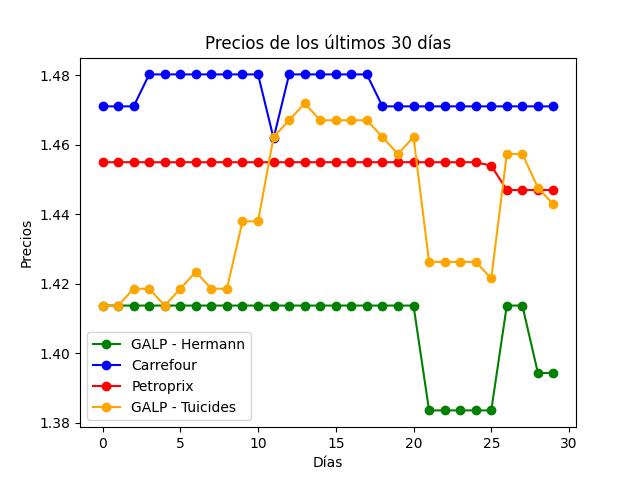 Precios de los últimos 30 días
1.48
1.46
1.44
1.42
1.40
1.38
Precios
GALP - Hermann
Carrefour
Petroprix
GALP - Tuicides
0 5 10 15 20 25 30
Días